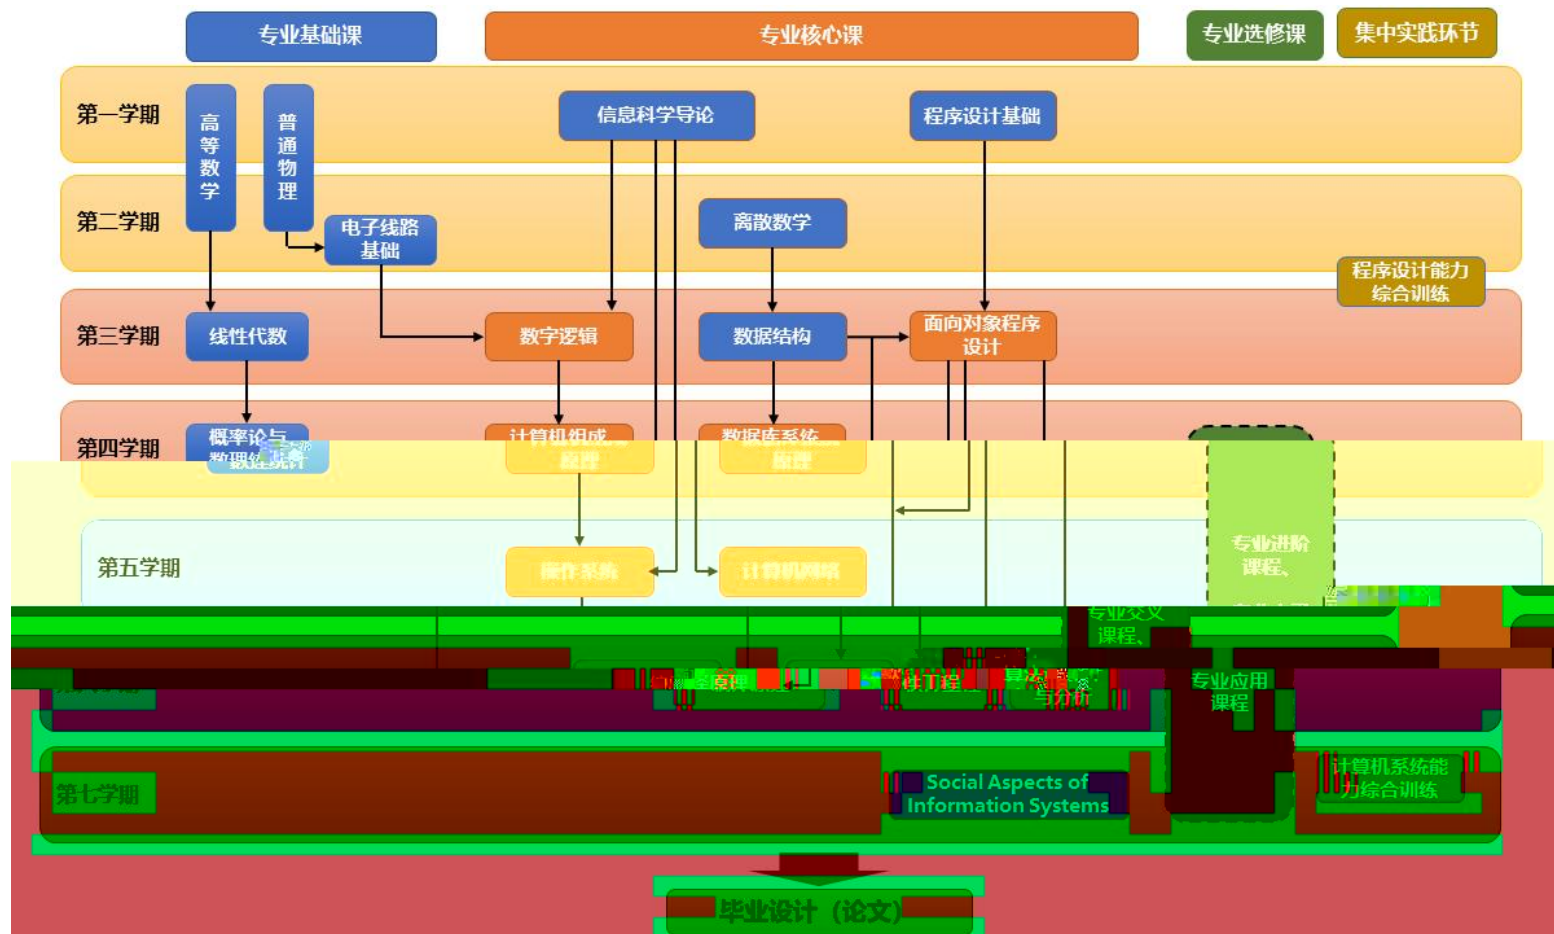 专业基础课
专业核心课
专业选修课
集中实践环节
第一学期
高等数学
普通物理
信息科学导论
程序设计基础
第二学期
电子线路
基础
离散数学
程序设计能力
综合训练
第三学期
线性代数
数字逻辑
数据结构
面向对象程序
设计
第四学期
概率论与
数理统计
计算机组成
原理
数据库系统
原理
第五学期
操作系统
计算机网络
专业进阶
课程、
专业交叉
课程、
专业应用
课程
原理
与分析
第七学期
Social Aspects of
Information Systems
计算机系统能
力综合训练
毕业设计（论文）